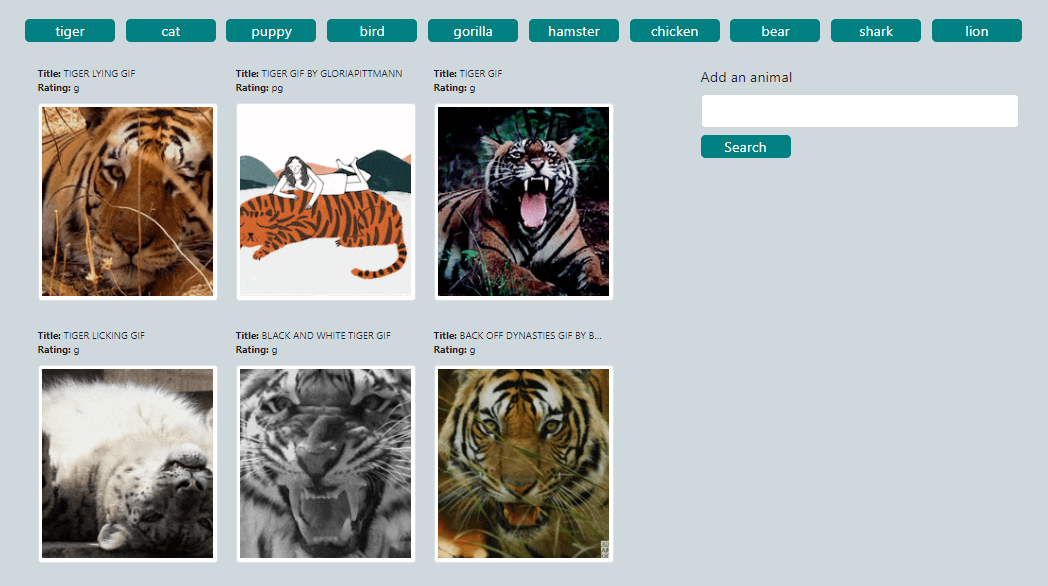 tiger cat puppy bird gorilla hamster chicken bear shark lion
Title: TIGER LYING GIF
Rating: g
Title: TIGER GIF BY GLORIAPITTMANN
Rating: pg
Title: TIGER GIF
Rating: g
Add an animal
Search
Title: TIGER LICKING GIF
Rating: g
Title: BLACK AND WHITE TIGER GIF
Rating: g
Title: BACK OFF DYNASTIES GIF BY B...
Rating: g